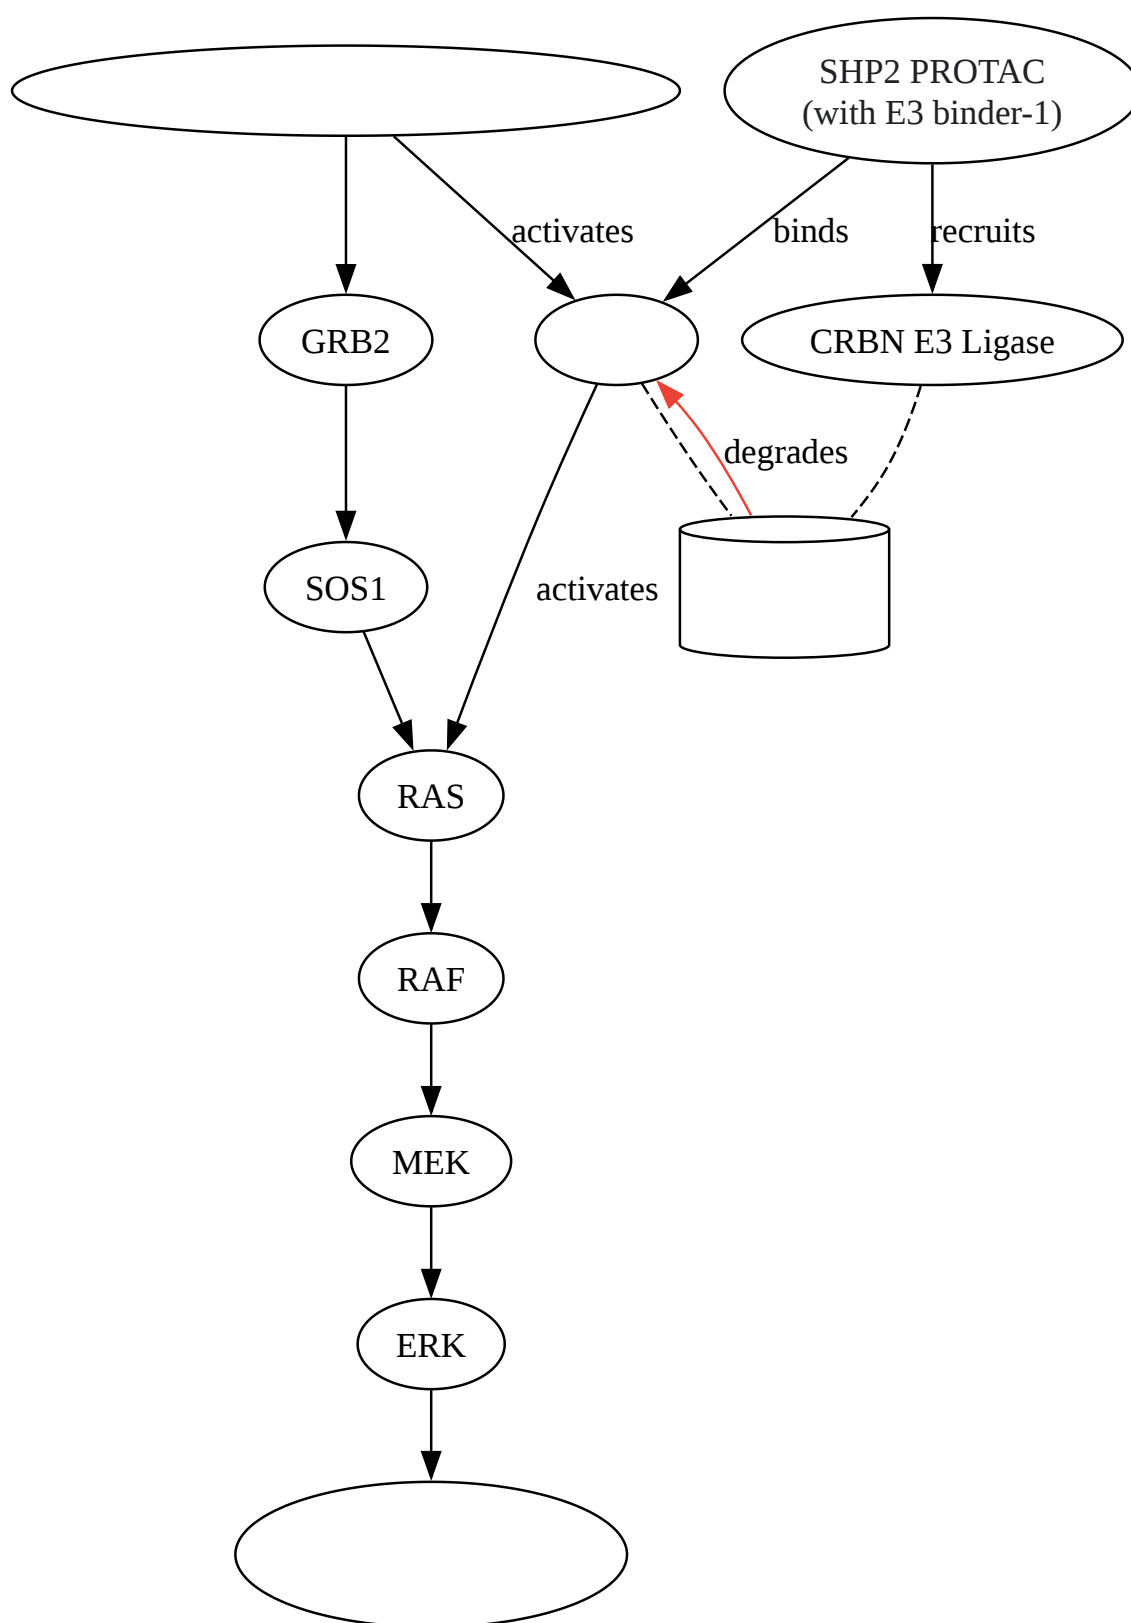 SHP2 PROTAC
(with E3 binder-1)
activates
binds
recruits
GRB2
CRBN E3 Ligase
degrades
SOS1
activates
RAS
RAF
MEK
ERK